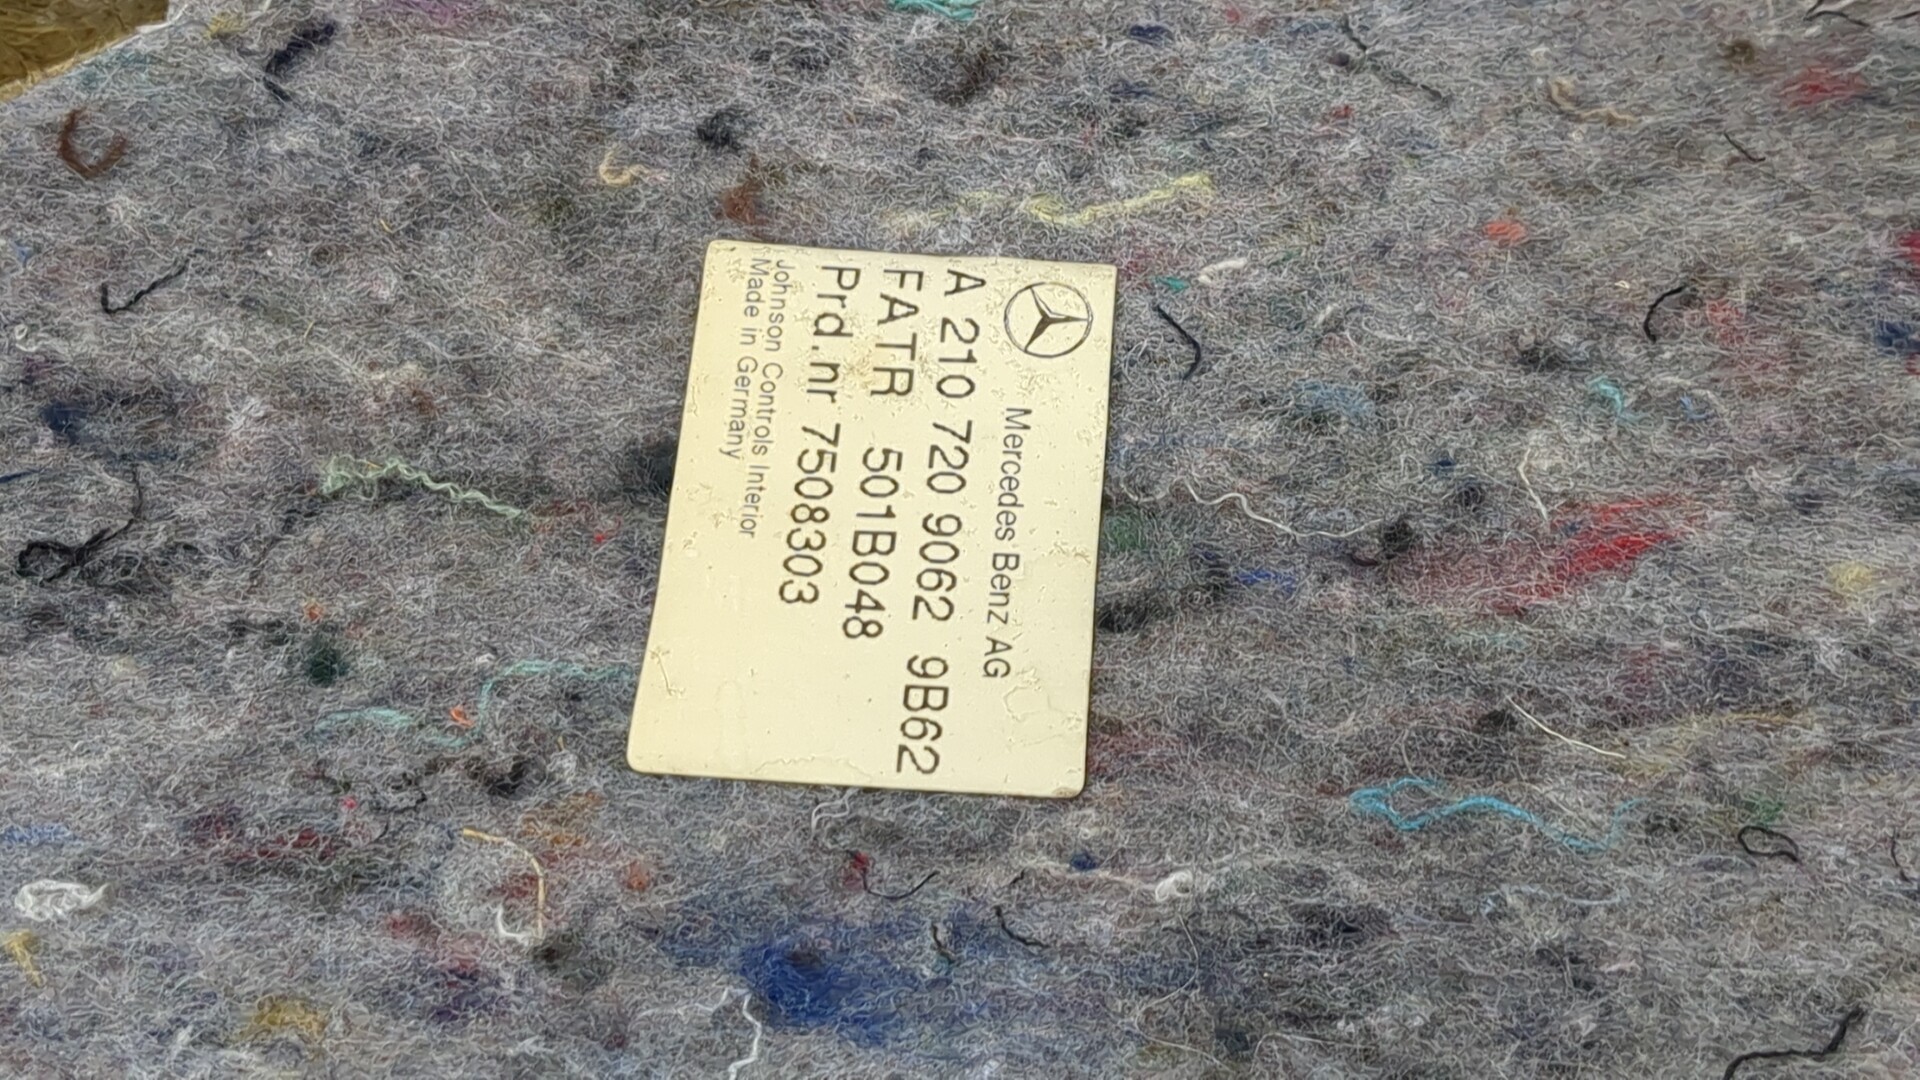 Mercedes Benz AG
A 210 720 9062 9B62
FATR 501B048
Prd.nr 7508303
Johnson Controls Interior
Made in Germany